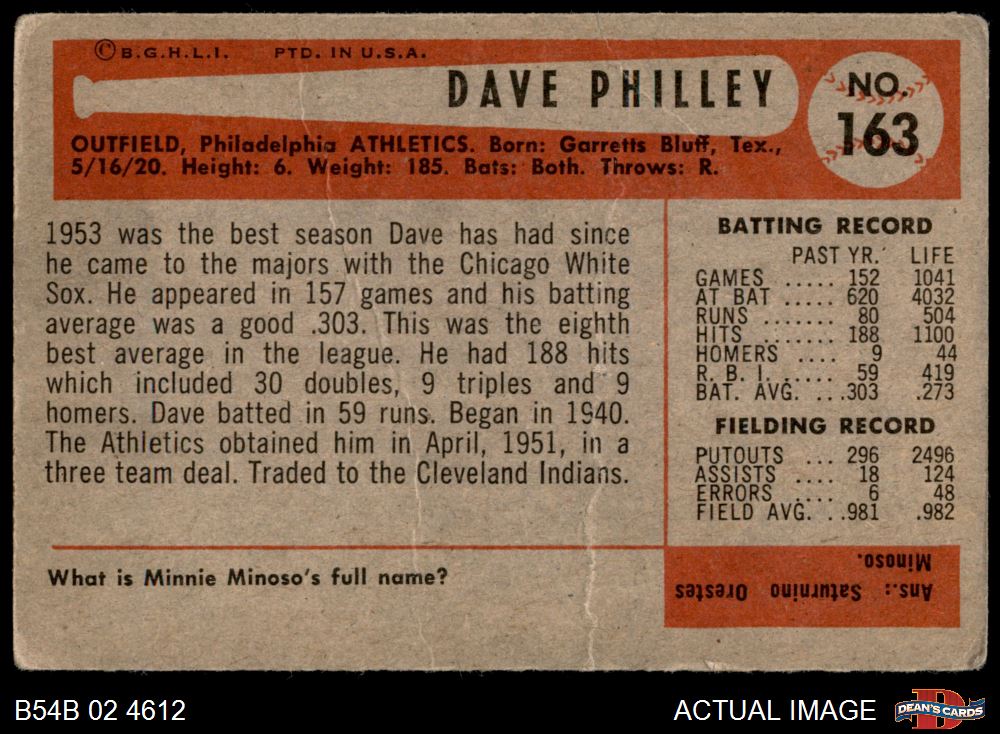 ©B.G.H.L.I. PTD. IN U.S.A.
DAVE PHILLEY
NO.
163
OUTFIELD, Philadelphia ATHLETICS. Born: Garretts Bluff, Tex.,
5/16/20. Height: 6. Weight: 185. Bats: Both. Throws: R.
1953 was the best season Dave has had since
he came to the majors with the Chicago White
Sox. He appeared in 157 games and his batting
average was a good .303. This was the eighth
best average in the league. He had 188 hits
which included 30 doubles, 9 triples and 9
homers. Dave batted in 59 runs. Began in 1940.
The Athletics obtained him in April, 1951, in a
three team deal. Traded to the Cleveland Indians.
BATTING RECORD
PAST YR. LIFE
GAMES ..... 152 1041
AT BAT ..... 620 4032
RUNS ....... 80 504
HITS ....... 188 1100
HOMERS .... 9 44
R. B. I. ..... 59 419
BAT. AVG. ...303 .273
FIELDING RECORD
PUTOUTS ... 296 2496
ASSISTS .... 18 124
ERRORS .... 6 48
FIELD AVG. ..981 .982
What is Minnie Minoso's full name?
Ans.: Saturnino Orestes
Minoso.
B54B 02 4612
ACTUAL IMAGE
DEAN'S CARDS